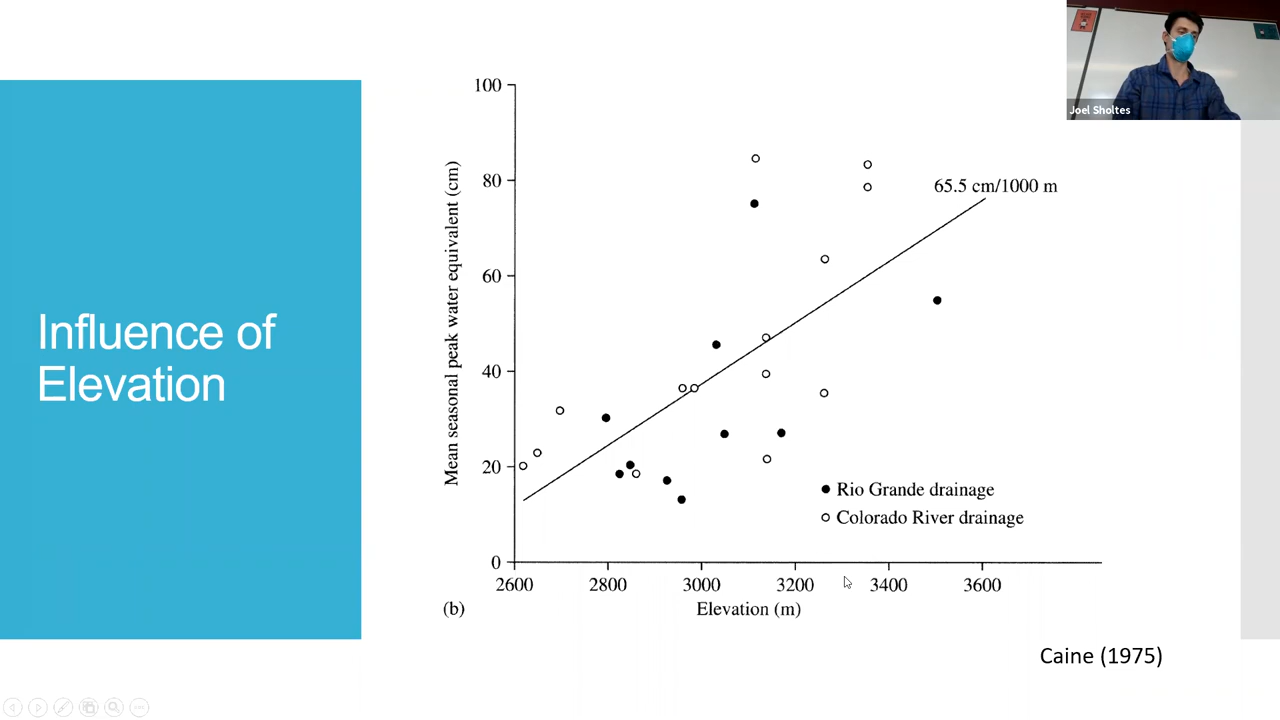 Joel Sholtes
Influence of
Elevation
Mean seasonal peak water equivalent (cm)
100
80
60
40
20
0
65.5 cm/1000 m
Rio Grande drainage
Colorado River drainage
2600 2800 3000 3200 3400 3600
(b)
Elevation (m)
Caine (1975)